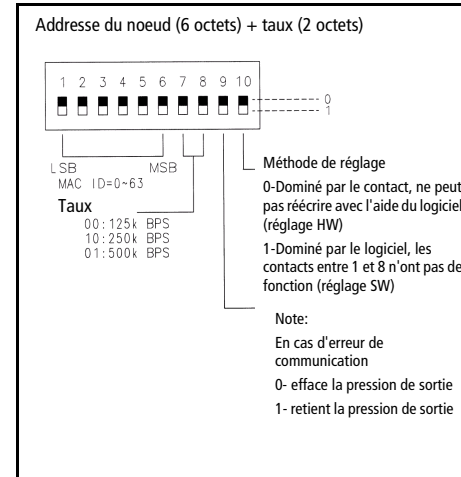 Addresse du noeud (6 octets) + taux (2 octets)
1 2 3 4 5 6 7 8 9 10
0
1
LSB MSB
MAC ID=0~63
Taux
00:125k BPS
10:250k BPS
01:500k BPS
Méthode de réglage
0-Dominé par le contact, ne peut
pas réécrire avec l'aide du logiciel
(réglage HW)
1-Dominé par le logiciel, les
contacts entre 1 et 8 n'ont pas de
fonction (réglage SW)
Note:
En cas d'erreur de
communication
0- efface la pression de sortie
1- retient la pression de sortie